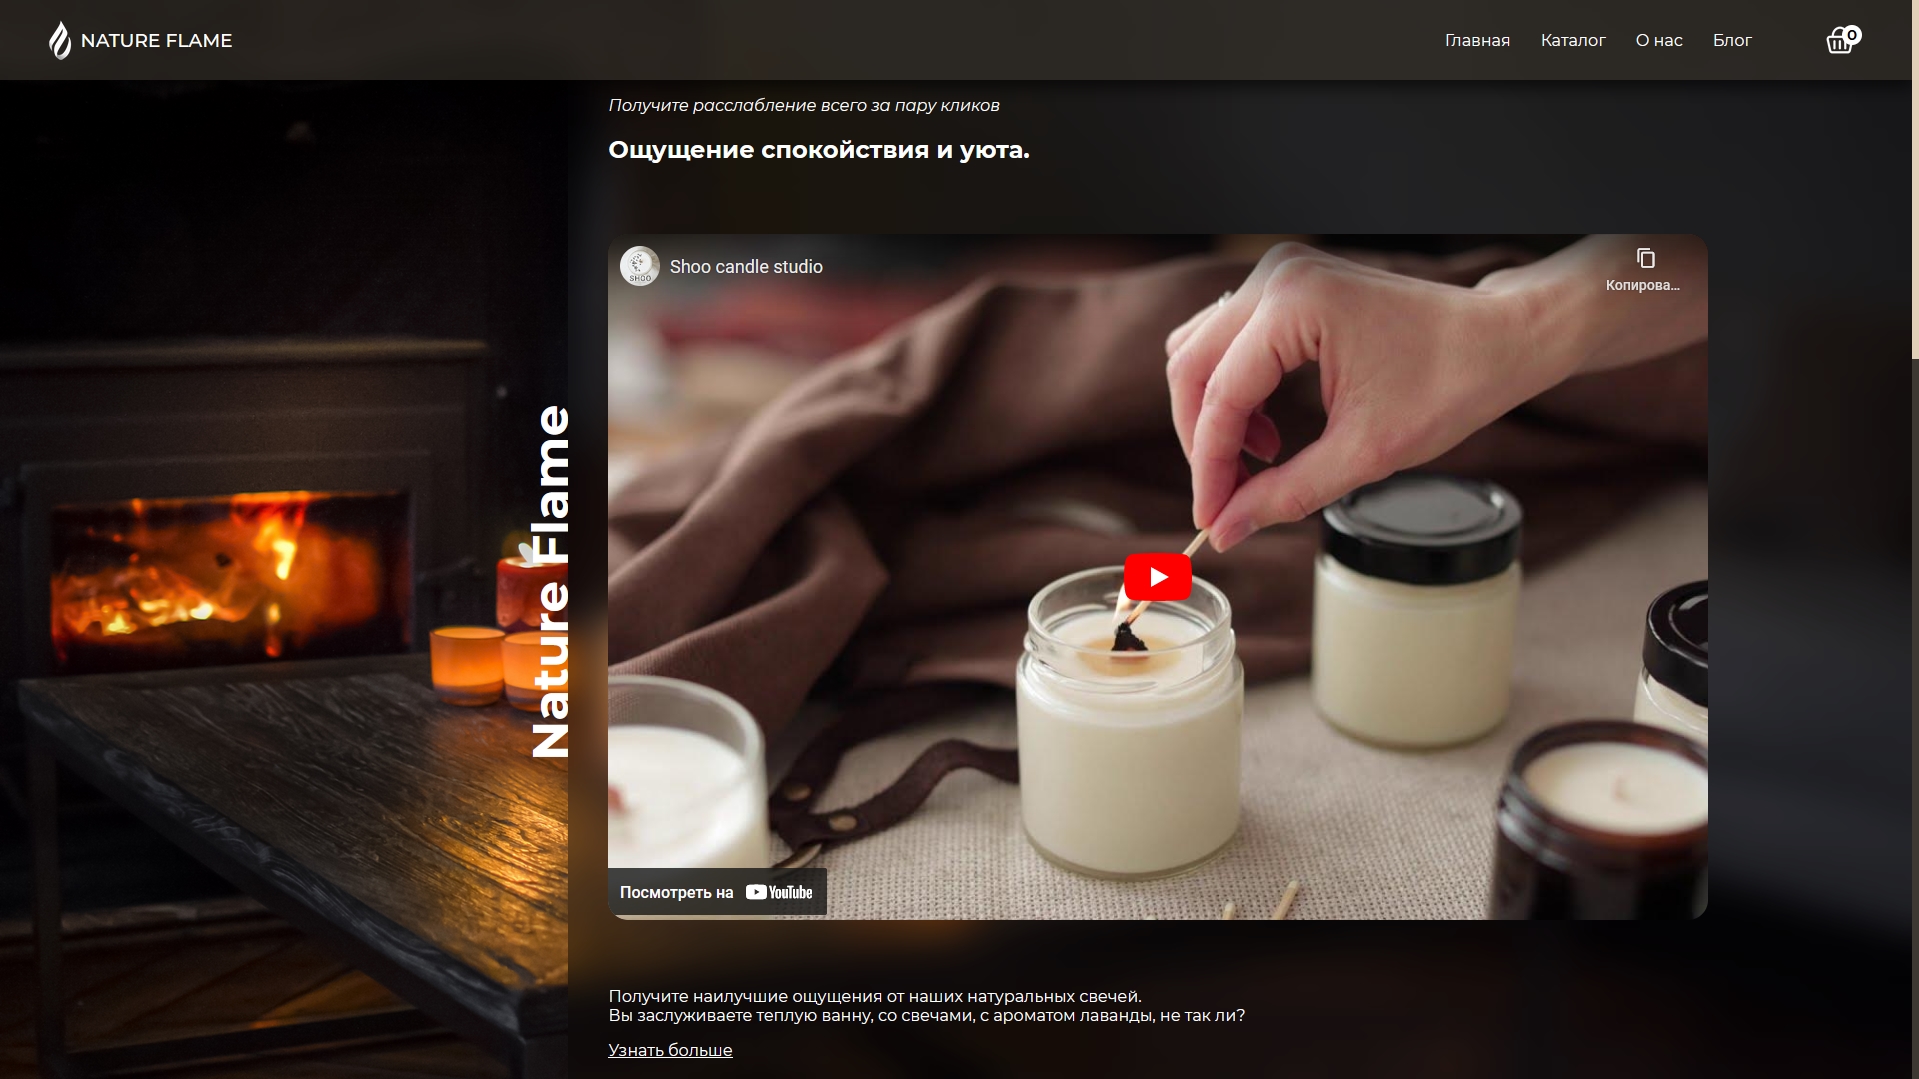 NATURE FLAME
Главная
Каталог
О нас
Блог
0
Получите расслабление всего за пару кликов
Ощущение спокойствия и уюта.
Nature Flame
SHOO
Shoo candle studio
Копирова...
Посмотреть на YouTube
Получите наилучшие ощущения от наших натуральных свечей.
Вы заслуживаете теплую ванну, со свечами, с ароматом лаванды, не так ли?
Узнать больше